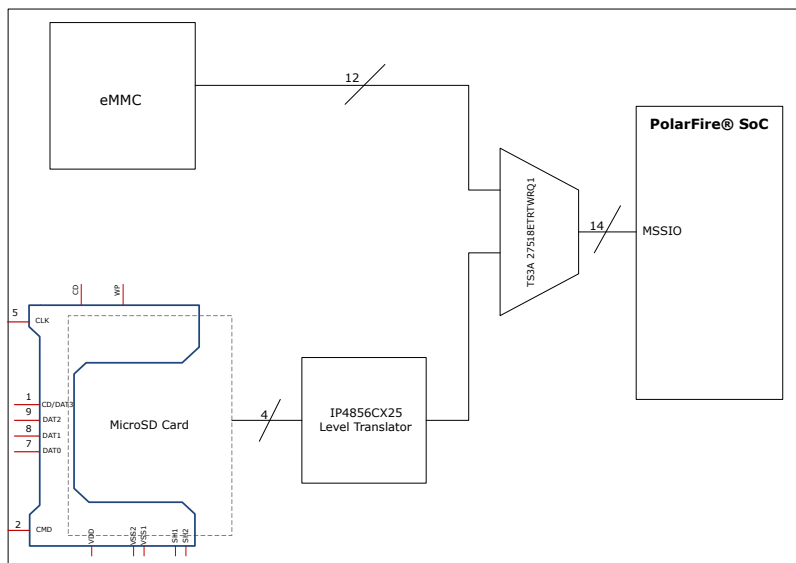 12
eMMC
PolarFire® SoC
TS3A 27518ETRTWRQ1
14
MSSIO
CD
WP
5
CLK
1
CD/DAT3
9
DAT2
8
DAT1
7
DAT0
MicroSD Card
4
IP4856CX25
Level Translator
2
CMD
VDD
VSS2
VSS1
SH1
SH2